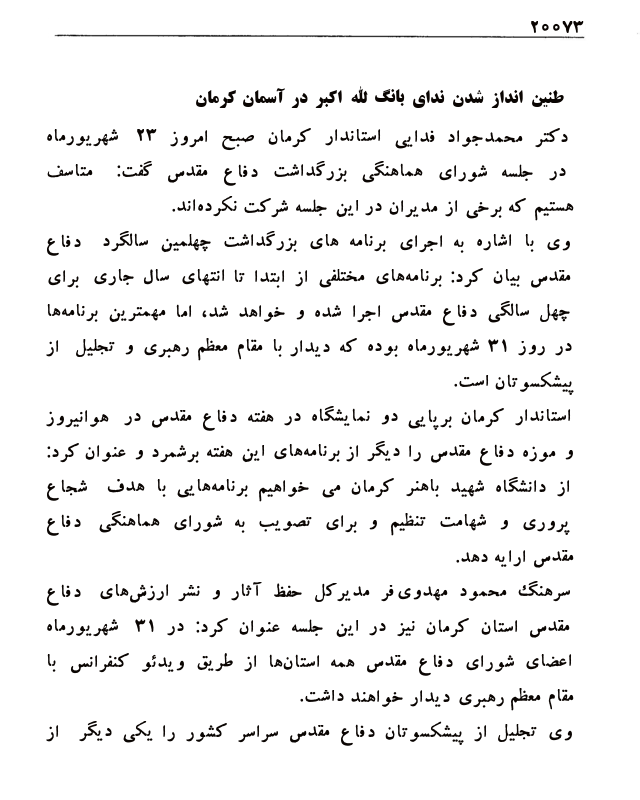 ۲۰۰۷۳
طنین انداز شدن ندای بانگ لله اکبر در آسمان کرمان
دکتر محمدجواد فدایی استاندار کرمان صبح امروز ۲۳ شهریورماه
در جلسه شورای هماهنگی بزرگداشت دفاع مقدس گفت: متاسف
هستیم که برخی از مدیران در این جلسه شرکت نکرده‌اند.
وی با اشاره به اجرای برنامه های بزرگداشت چهلمین سالگرد دفاع
مقدس بیان کرد: برنامه‌های مختلفی از ابتدا تا انتهای سال جاری برای
چهل سالگی دفاع مقدس اجرا شده و خواهد شد، اما مهمترین برنامه‌ها
در روز ۳۱ شهریورماه بوده که دیدار با مقام معظم رهبری و تجلیل از
پیشکسوتان است.
استاندار کرمان برپایی دو نمایشگاه در هفته دفاع مقدس در هوانیروز
و موزه دفاع مقدس را دیگر از برنامه‌های این هفته برشمرد و عنوان کرد:
از دانشگاه شهید باهنر کرمان می خواهیم برنامه‌هایی با هدف شجاع
پروری و شهامت تنظیم و برای تصویب به شورای هماهنگی دفاع
مقدس ارایه دهد.
سرهنگ محمود مهدوی‌فر مدیرکل حفظ آثار و نشر ارزش‌های دفاع
مقدس استان کرمان نیز در این جلسه عنوان کرد: در ۳۱ شهریورماه
اعضای شورای دفاع مقدس همه استان‌ها از طریق ویدئو کنفرانس با
مقام معظم رهبری دیدار خواهند داشت.
وی تجلیل از پیشکسوتان دفاع مقدس سراسر کشور را یکی دیگر از